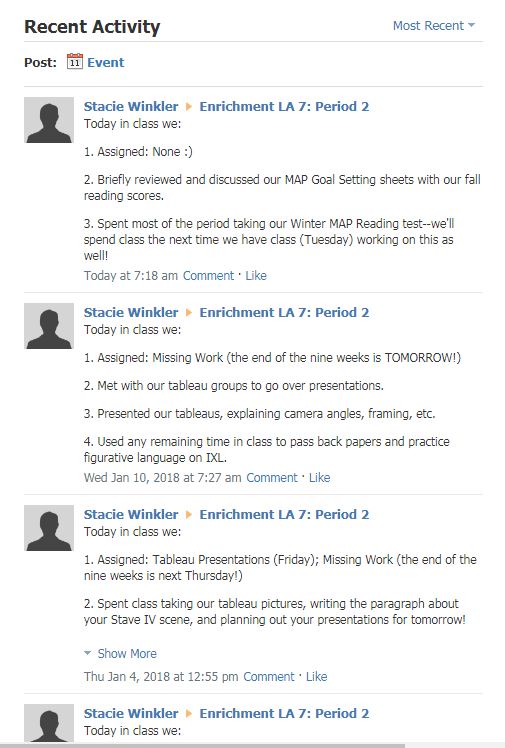 Recent Activity
Most Recent
Post: 11 Event
Stacie Winkler Enrichment LA 7: Period 2
Today in class we:
1. Assigned: None :)
2. Briefly reviewed and discussed our MAP Goal Setting sheets with our fall
reading scores.
3. Spent most of the period taking our Winter MAP Reading test--we'll
spend class the next time we have class (Tuesday) working on this as
well!
Today at 7:18 am Comment · Like
Stacie Winkler Enrichment LA 7: Period 2
Today in class we:
1. Assigned: Missing Work (the end of the nine weeks is TOMORROW!)
2. Met with our tableau groups to go over presentations.
3. Presented our tableaus, explaining camera angles, framing, etc.
4. Used any remaining time in class to pass back papers and practice
figurative language on IXL.
Wed Jan 10, 2018 at 7:27 am Comment · Like
Stacie Winkler Enrichment LA 7: Period 2
Today in class we:
1. Assigned: Tableau Presentations (Friday); Missing Work (the end of the
nine weeks is next Thursday!)
2. Spent class taking our tableau pictures, writing the paragraph about
your Stave IV scene, and planning out your presentations for tomorrow!
Show More
Thu Jan 4, 2018 at 12:55 pm Comment · Like
Stacie Winkler Enrichment LA 7: Period 2
Today in class we: